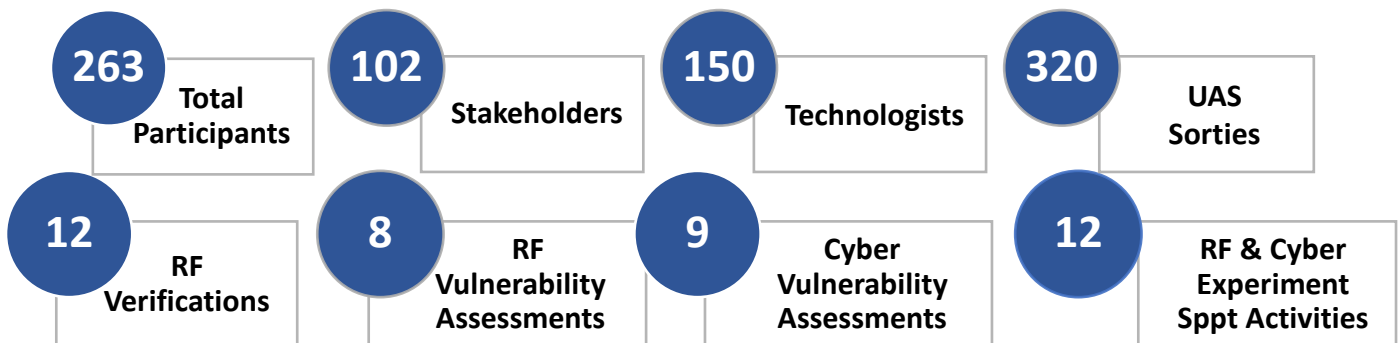 263
Total
Participants
102
Stakeholders
150
Technologists
320
UAS
Sorties
12
RF
Verifications
8
RF
Vulnerability
Assessments
9
Cyber
Vulnerability
Assessments
12
RF & Cyber
Experiment
Sppt Activities